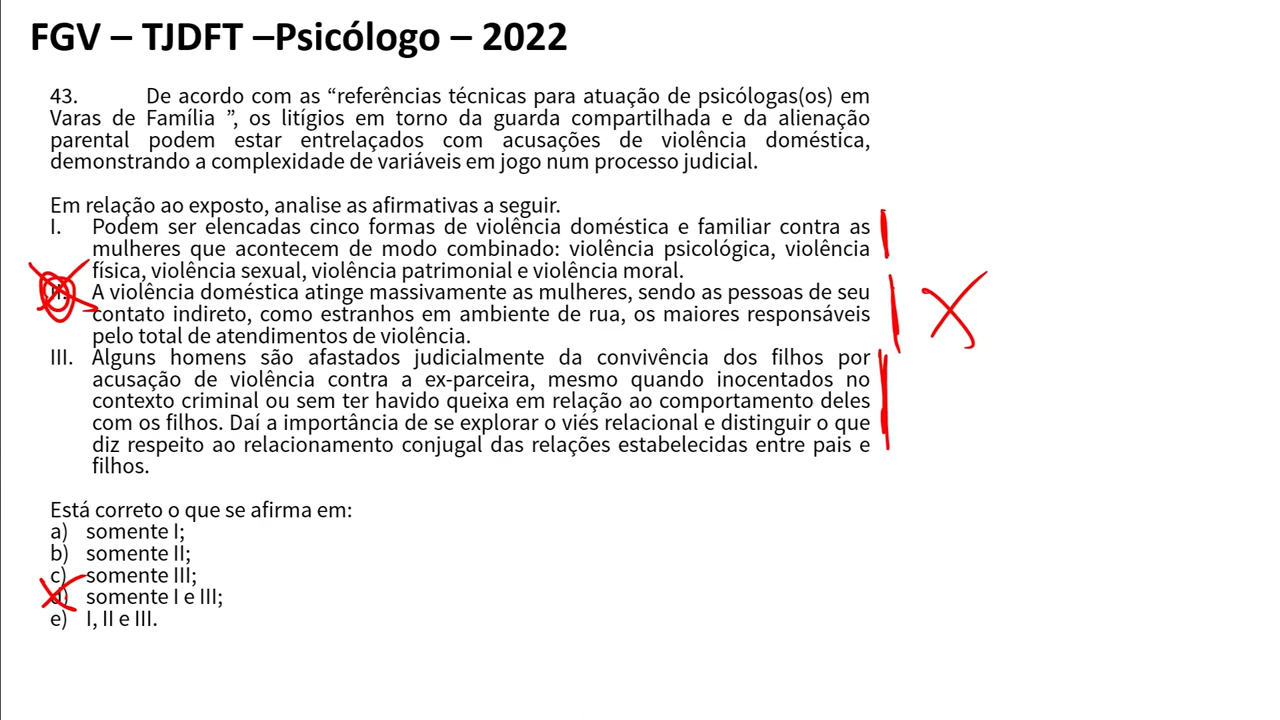 FGV – TJDFT –Psicólogo – 2022
43. De acordo com as “referências técnicas para atuação de psicólogas(os) em
Varas de Família ”, os litígios em torno da guarda compartilhada e da alienação
parental podem estar entrelaçados com acusações de violência doméstica,
demonstrando a complexidade de variáveis em jogo num processo judicial.
Em relação ao exposto, analise as afirmativas a seguir.
I. Podem ser elencadas cinco formas de violência doméstica e familiar contra as
mulheres que acontecem de modo combinado: violência psicológica, violência
física, violência sexual, violência patrimonial e violência moral.
II. A violência doméstica atinge massivamente as mulheres, sendo as pessoas de seu
contato indireto, como estranhos em ambiente de rua, os maiores responsáveis
pelo total de atendimentos de violência.
III. Alguns homens são afastados judicialmente da convivência dos filhos por
acusação de violência contra a ex-parceira, mesmo quando inocentados no
contexto criminal ou sem ter havido queixa em relação ao comportamento deles
com os filhos. Daí a importância de se explorar o viés relacional e distinguir o que
diz respeito ao relacionamento conjugal das relações estabelecidas entre pais e
filhos.
Está correto o que se afirma em:
a) somente I;
b) somente II;
c) somente III;
d) somente I e III;
e) I, II e III.